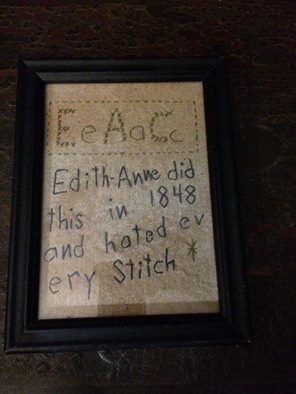 EeAaCc
Edith-Anne did
this in 1848
and hated ev
ery Stitch *